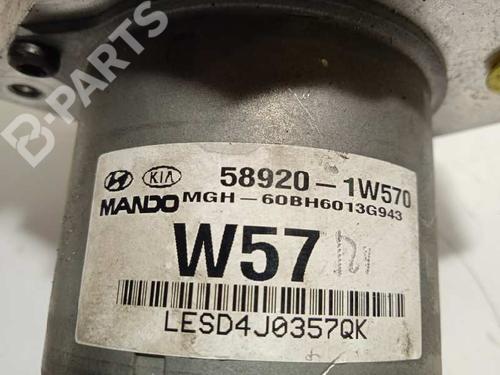 B-PARTS
KIA 58920-1W570
MANDO MGH-60BH6013G943
W57
LESD4J0357QK